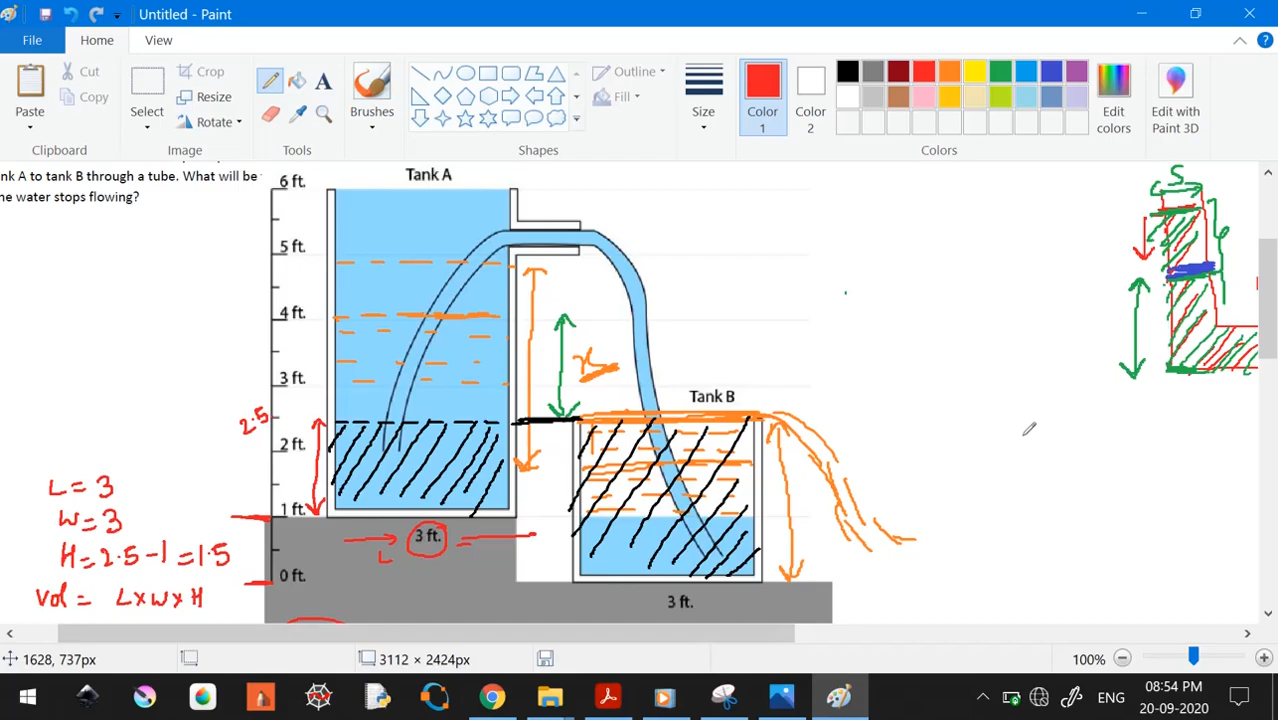 Untitled - Paint
File
Home
View
Paste
Cut
Copy
Clipboard
Select
Crop
Resize
Rotate
Image
Tools
Brushes
Outline
Fill
Shapes
Size
Color 1
Color 2
Edit colors
Edit with Paint 3D
Colors
nk A to tank B through a tube. What will be
he water stops flowing?
Tank A
6 ft.
5 ft.
4 ft.
3 ft.
2.5
2 ft.
1 ft.
0 ft.
Tank B
x
S
L = 3
W = 3
H = 2.5 - 1 = 1.5
Vol = L x W x H
3 ft.
L
3 ft.
1628, 737px
3112 × 2424px
100%
ENG
08:54 PM
20-09-2020